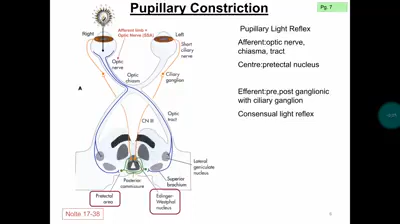 Pupillary Constriction
Pg. 7
Afferent limb =
Optic Nerve (SSA)
Right
Left
Short
ciliary
nerver
Optic
nerve
Ciliary
ganglion
Optic
chiasm
A
Optic
tract
CN III
Lateral
geniculate
nucleus
Posterior
commissure
Superior
brachium
Pretectal
area
Edinger-
Westphal
nucleus
Note 17-38
Pupillary Light Reflex
Afferent:optic nerve,
chiasma, tract
Centre:pretectal nucleus
Efferent:pre,post ganglionic
with ciliary ganglion
Consensual light reflex